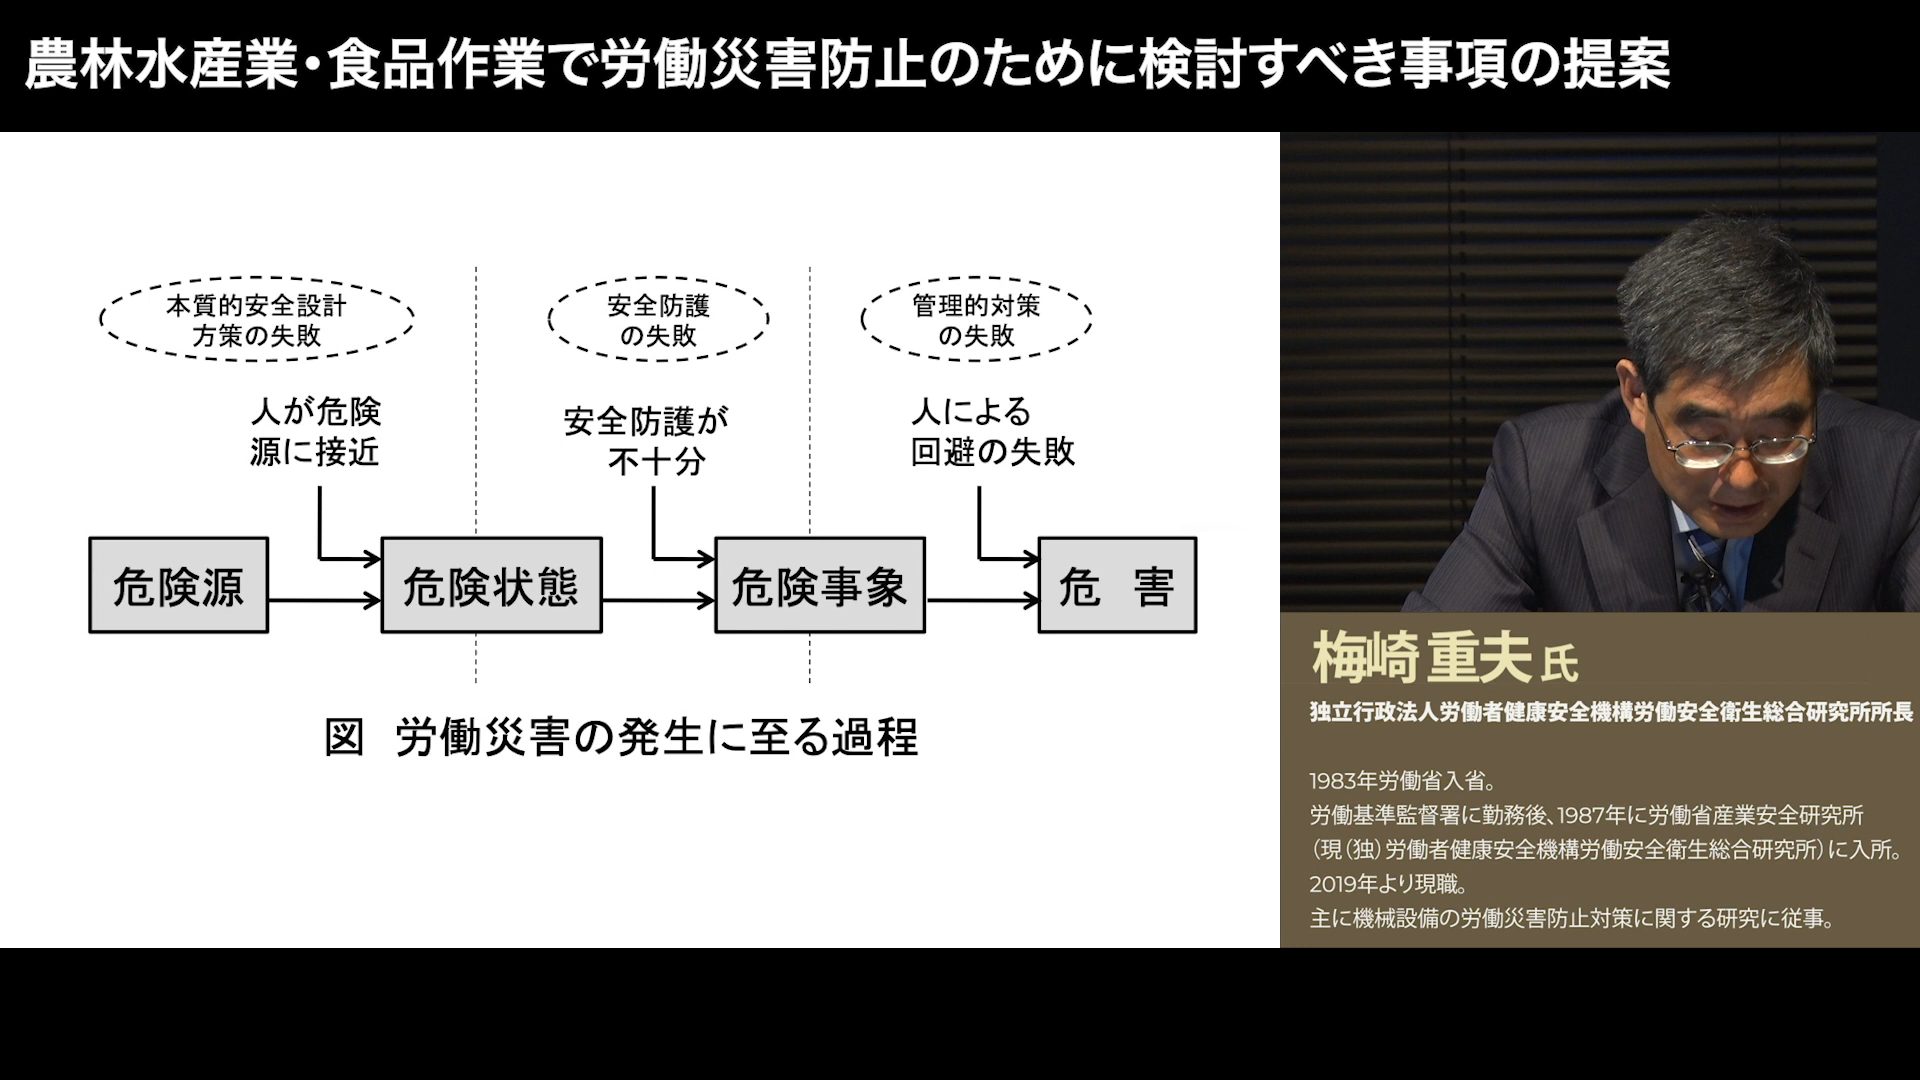 農林水産業・食品作業で労働災害防止のために検討すべき事項の提案
本質的安全設計
方策の失敗
安全防護
の失敗
管理的対策
の失敗
人が危険
源に接近
安全防護が
不十分
人による
回避の失敗
危険源
危険状態
危険事象
危　害
図　労働災害の発生に至る過程
梅崎重夫 氏
独立行政法人労働者健康安全機構労働安全衛生総合研究所所長
1983年労働省入省。
労働基準監督署に勤務後、1987年に労働省産業安全研究所
（現（独）労働者健康安全機構労働安全衛生総合研究所）に入所。
2019年より現職。
主に機械設備の労働災害防止対策に関する研究に従事。